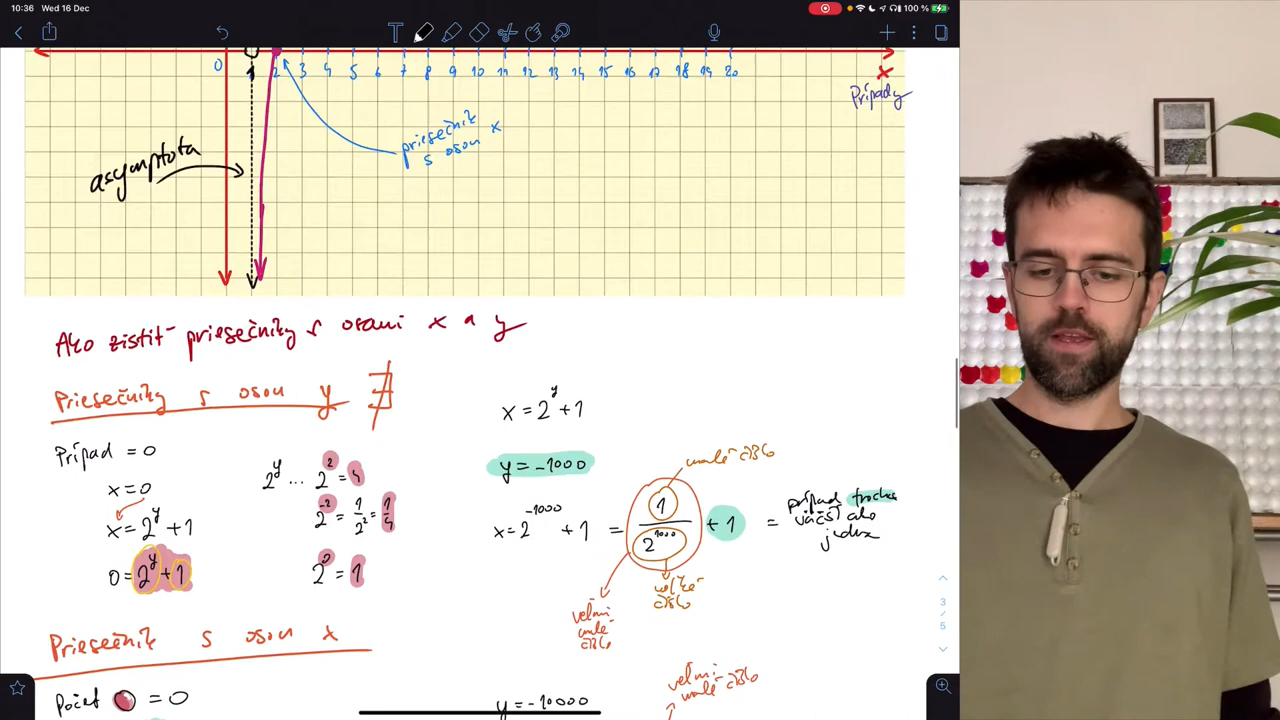 10:36 Wed 16 Dec
100 %
0 1 2 3 4 5 6 7 8 9 10 11 12 13 14 15 16 17 18 19 20
x
Prípady
priesečník
s osou x
asymptota
Ako zistiť priesečníky s osami x a y
Priesečníky s osou y ∄
Prípad = 0
x = 0
x = 2^y + 1
0 = 2^y + 1
2^y ... 2^2 = 4
2^-2 = 1/2^2 = 1/4
2^0 = 1
x = 2^y + 1
y = -1000
x = 2^-1000 + 1 = 1/2^1000 + 1 = prípad trochu
väčší ako
jedna
malé číslo
veľké
číslo
veľmi
malé
číslo
3
/
5
Priesečník s osou x
Počet = 0
y = -10000
veľmi
malé číslo